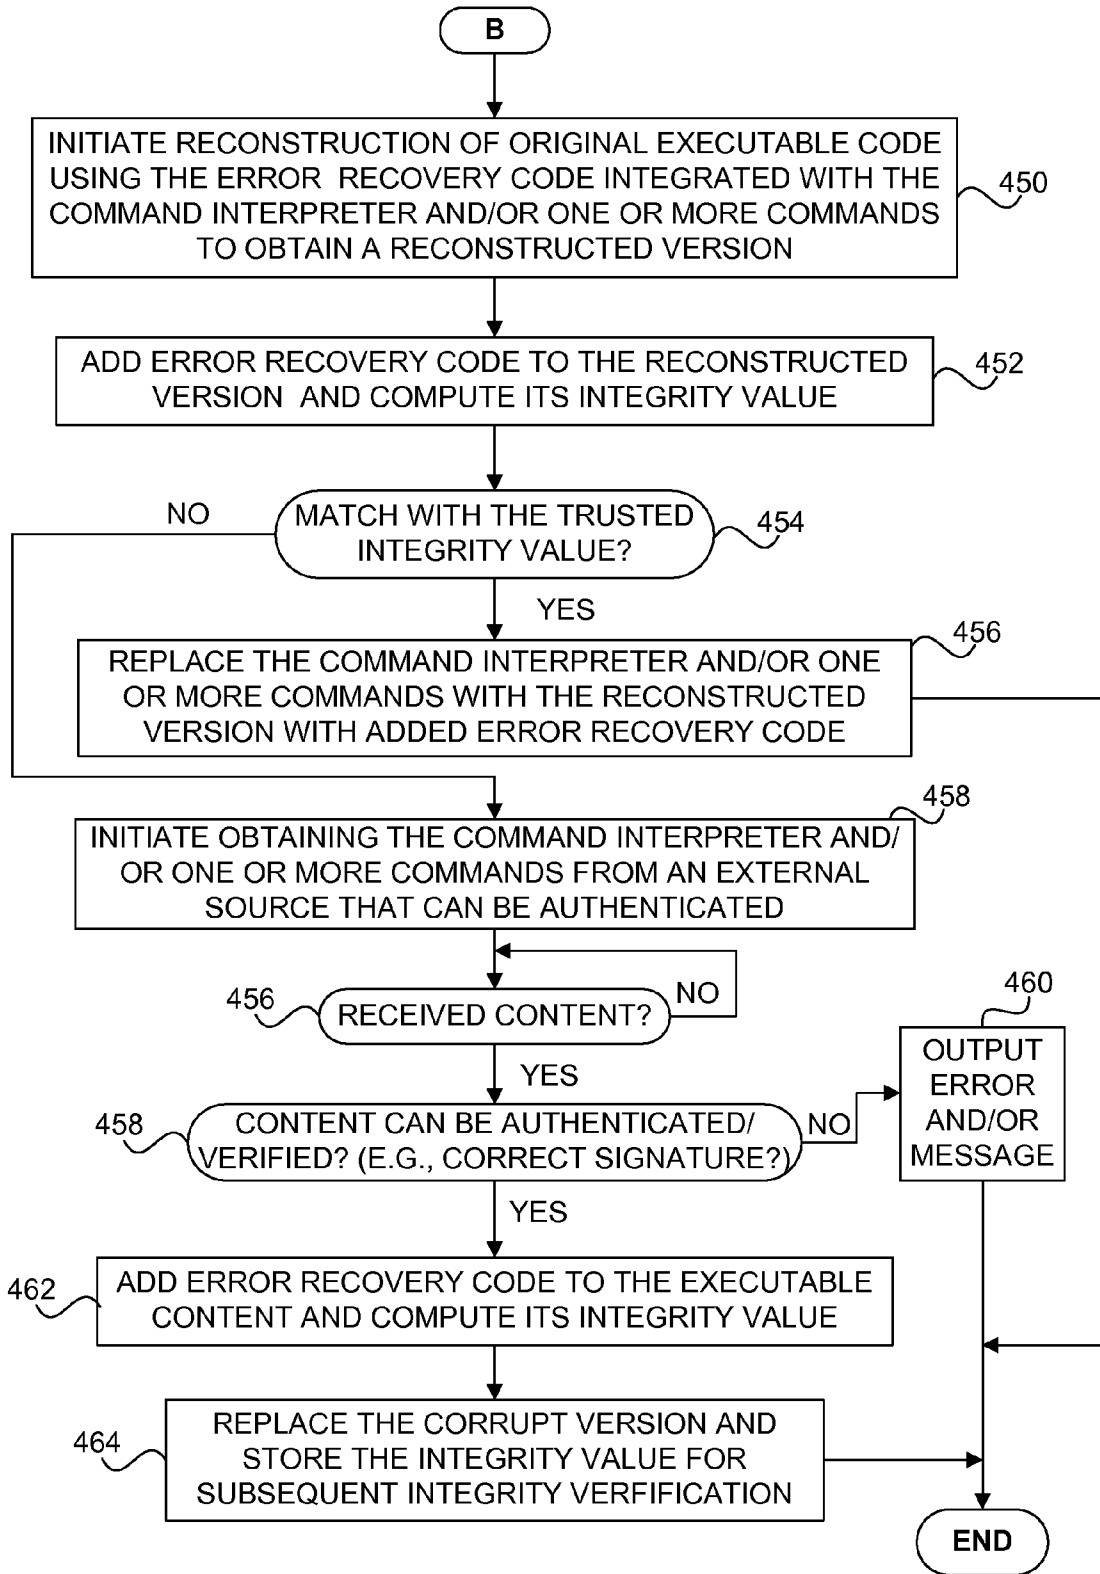 B
INITIATE RECONSTRUCTION OF ORIGINAL EXECUTABLE CODE
USING THE ERROR RECOVERY CODE INTEGRATED WITH THE
COMMAND INTERPRETER AND/OR ONE OR MORE COMMANDS
TO OBTAIN A RECONSTRUCTED VERSION
450
ADD ERROR RECOVERY CODE TO THE RECONSTRUCTED
VERSION AND COMPUTE ITS INTEGRITY VALUE
452
NO
MATCH WITH THE TRUSTED
INTEGRITY VALUE?
454
YES
456
REPLACE THE COMMAND INTERPRETER AND/OR ONE
OR MORE COMMANDS WITH THE RECONSTRUCTED
VERSION WITH ADDED ERROR RECOVERY CODE
458
INITIATE OBTAINING THE COMMAND INTERPRETER AND/
OR ONE OR MORE COMMANDS FROM AN EXTERNAL
SOURCE THAT CAN BE AUTHENTICATED
456
RECEIVED CONTENT?
NO
YES
460
OUTPUT
ERROR
AND/OR
MESSAGE
458
CONTENT CAN BE AUTHENTICATED/
VERIFIED? (E.G., CORRECT SIGNATURE?)
NO
YES
462
ADD ERROR RECOVERY CODE TO THE EXECUTABLE
CONTENT AND COMPUTE ITS INTEGRITY VALUE
464
REPLACE THE CORRUPT VERSION AND
STORE THE INTEGRITY VALUE FOR
SUBSEQUENT INTEGRITY VERFIFICATION
END